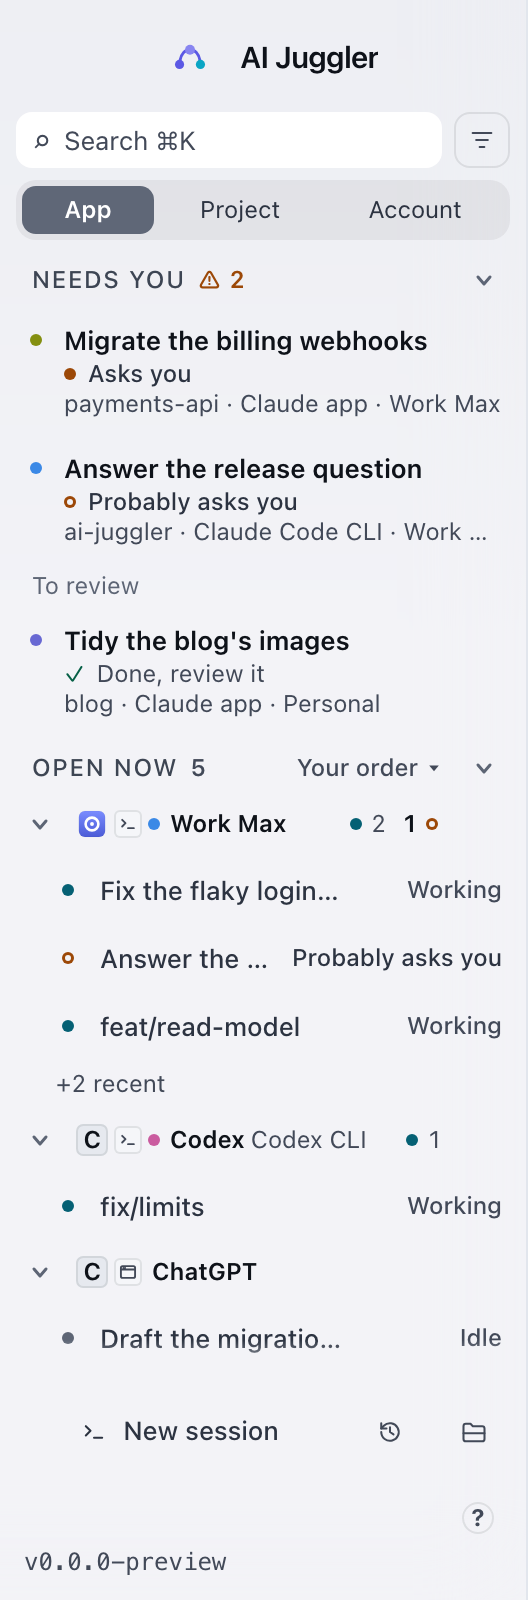 AI Juggler
Search ⌘K
App Project Account
NEEDS YOU 2
Migrate the billing webhooks
Asks you
payments-api · Claude app · Work Max
Answer the release question
Probably asks you
ai-juggler · Claude Code CLI · Work ...
To review
Tidy the blog's images
Done, review it
blog · Claude app · Personal
OPEN NOW 5 Your order
Work Max 2 1
Fix the flaky login... Working
Answer the ... Probably asks you
feat/read-model Working
+2 recent
C Codex Codex CLI 1
fix/limits Working
C ChatGPT
Draft the migratio... Idle
New session
?
v0.0.0-preview